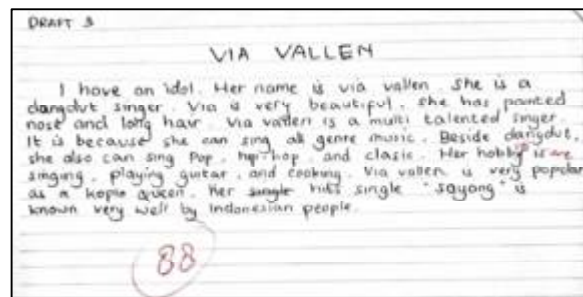 DRAFT 3
VIA VALLEN
I have an idol. Her name is via vallen. She is a
dangdut singer. Via is very beautiful. She has pointed
nose and long hair. Via vallen is a multi talented singer.
It is because she can sing all genre music. Beside dangdut,
she also can sing Pop, hip-hop, and clasic. Her hobby is are
singing, playing guitar, and cooking. Via vallen is very popular
as a koplo queen. Her single hits single "sayang" is
known very well by Indonesian people.
88